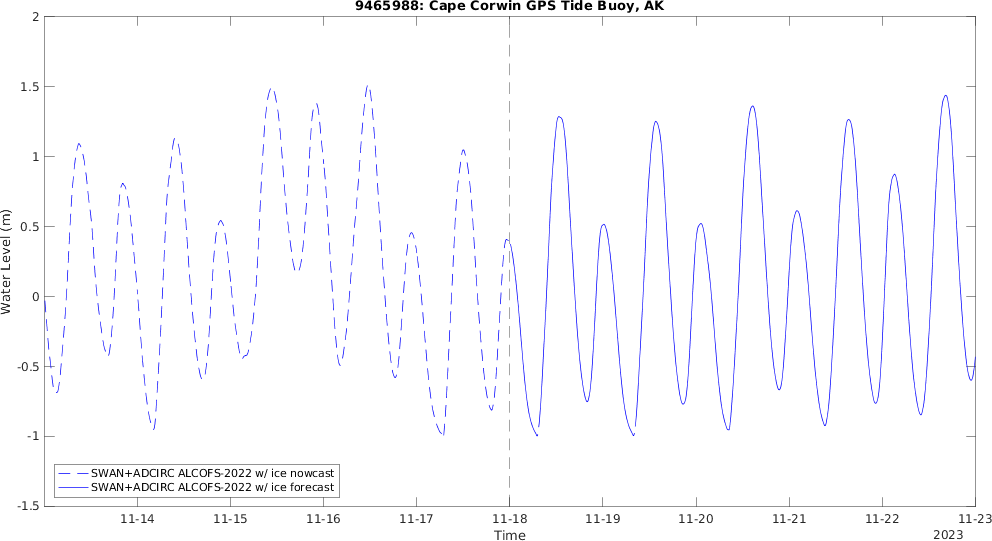 9465988: Cape Corwin GPS Tide Buoy, AK
Water Level (m)
2
1.5
1
0.5
0
-0.5
-1
-1.5
SWAN+ADCIRC ALCOFS-2022 w/ ice nowcast
SWAN+ADCIRC ALCOFS-2022 w/ ice forecast
11-14 11-15 11-16 11-17 11-18 11-19 11-20 11-21 11-22 11-23
Time
2023